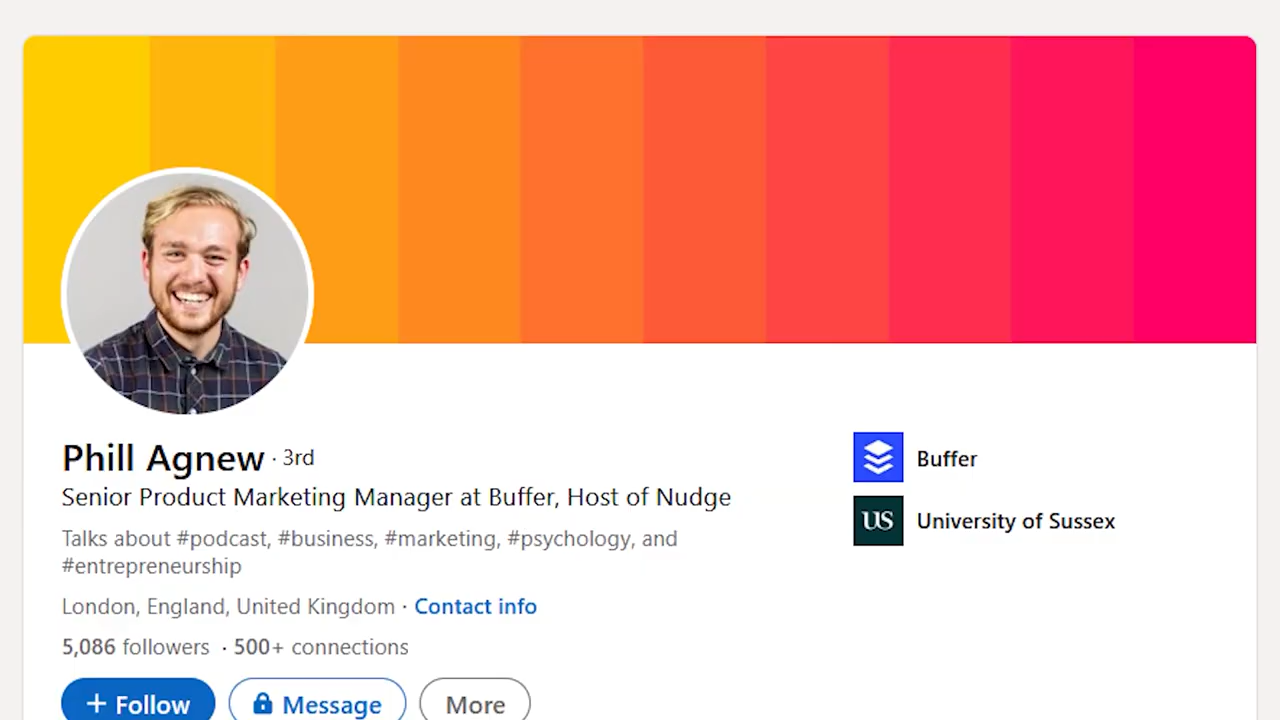 Phill Agnew · 3rd
Senior Product Marketing Manager at Buffer, Host of Nudge
Talks about #podcast, #business, #marketing, #psychology, and
#entrepreneurship
London, England, United Kingdom · Contact info
5,086 followers · 500+ connections
+ Follow
Message
More
Buffer
US
University of Sussex